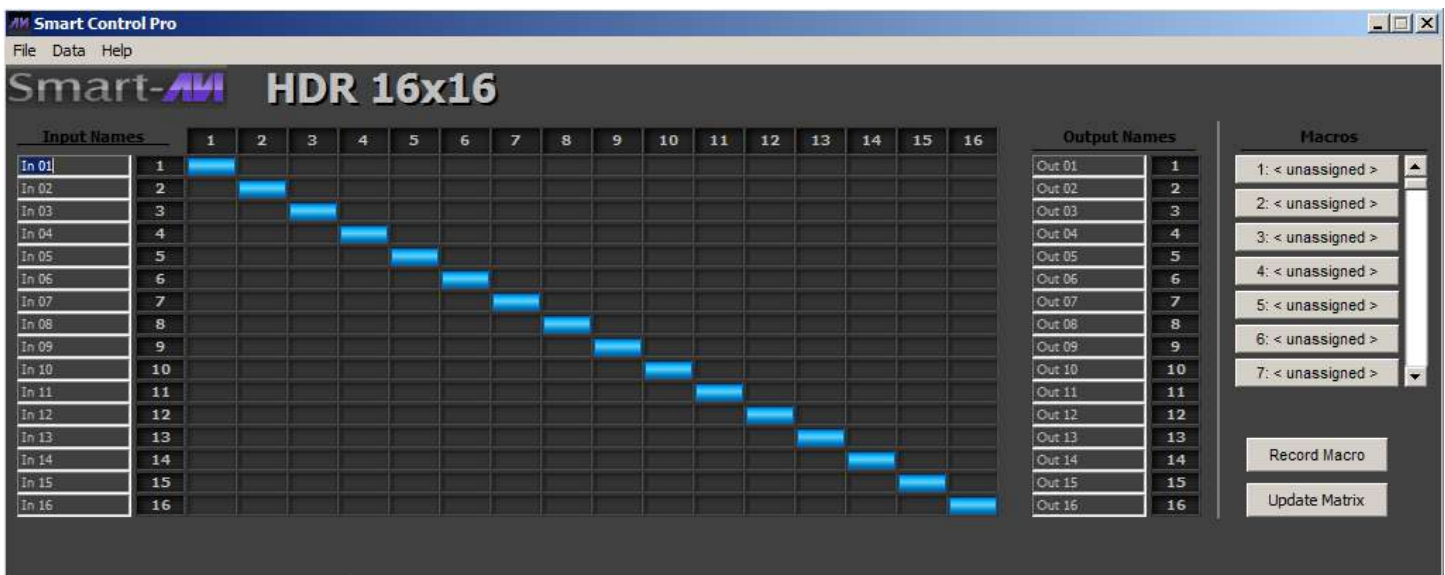 Smart Control Pro
File Data Help
Smart-AVI HDR 16x16
Input Names 1 2 3 4 5 6 7 8 9 10 11 12 13 14 15 16 Output Names Macros
In 01 1 Out 01 1 1: < unassigned >
In 02 2 Out 02 2 2: < unassigned >
In 03 3 Out 03 3 3: < unassigned >
In 04 4 Out 04 4 4: < unassigned >
In 05 5 Out 05 5 5: < unassigned >
In 06 6 Out 06 6 6: < unassigned >
In 07 7 Out 07 7 7: < unassigned >
In 08 8 Out 08 8
In 09 9 Out 09 9
In 10 10 Out 10 10
In 11 11 Out 11 11
In 12 12 Out 12 12
In 13 13 Out 13 13
In 14 14 Out 14 14 Record Macro
In 15 15 Out 15 15
In 16 16 Out 16 16 Update Matrix